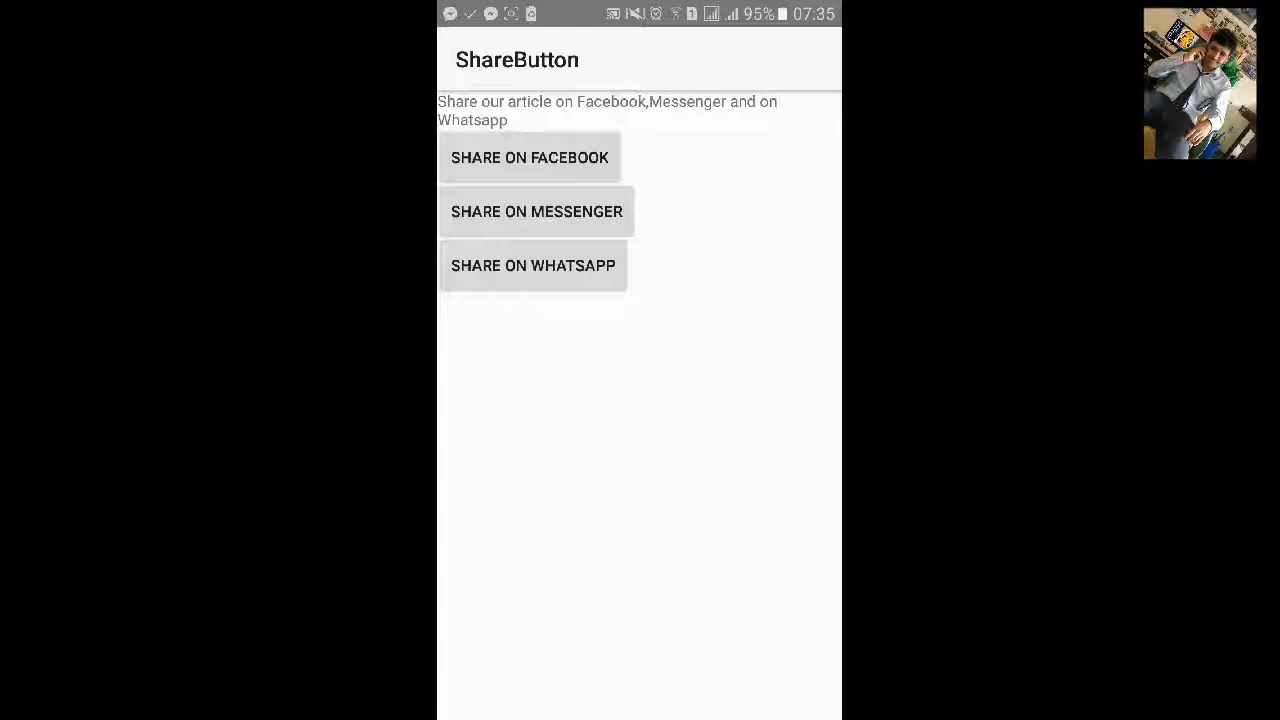 95% 07:35
ShareButton
Share our article on Facebook,Messenger and on
Whatsapp
SHARE ON FACEBOOK
SHARE ON MESSENGER
SHARE ON WHATSAPP